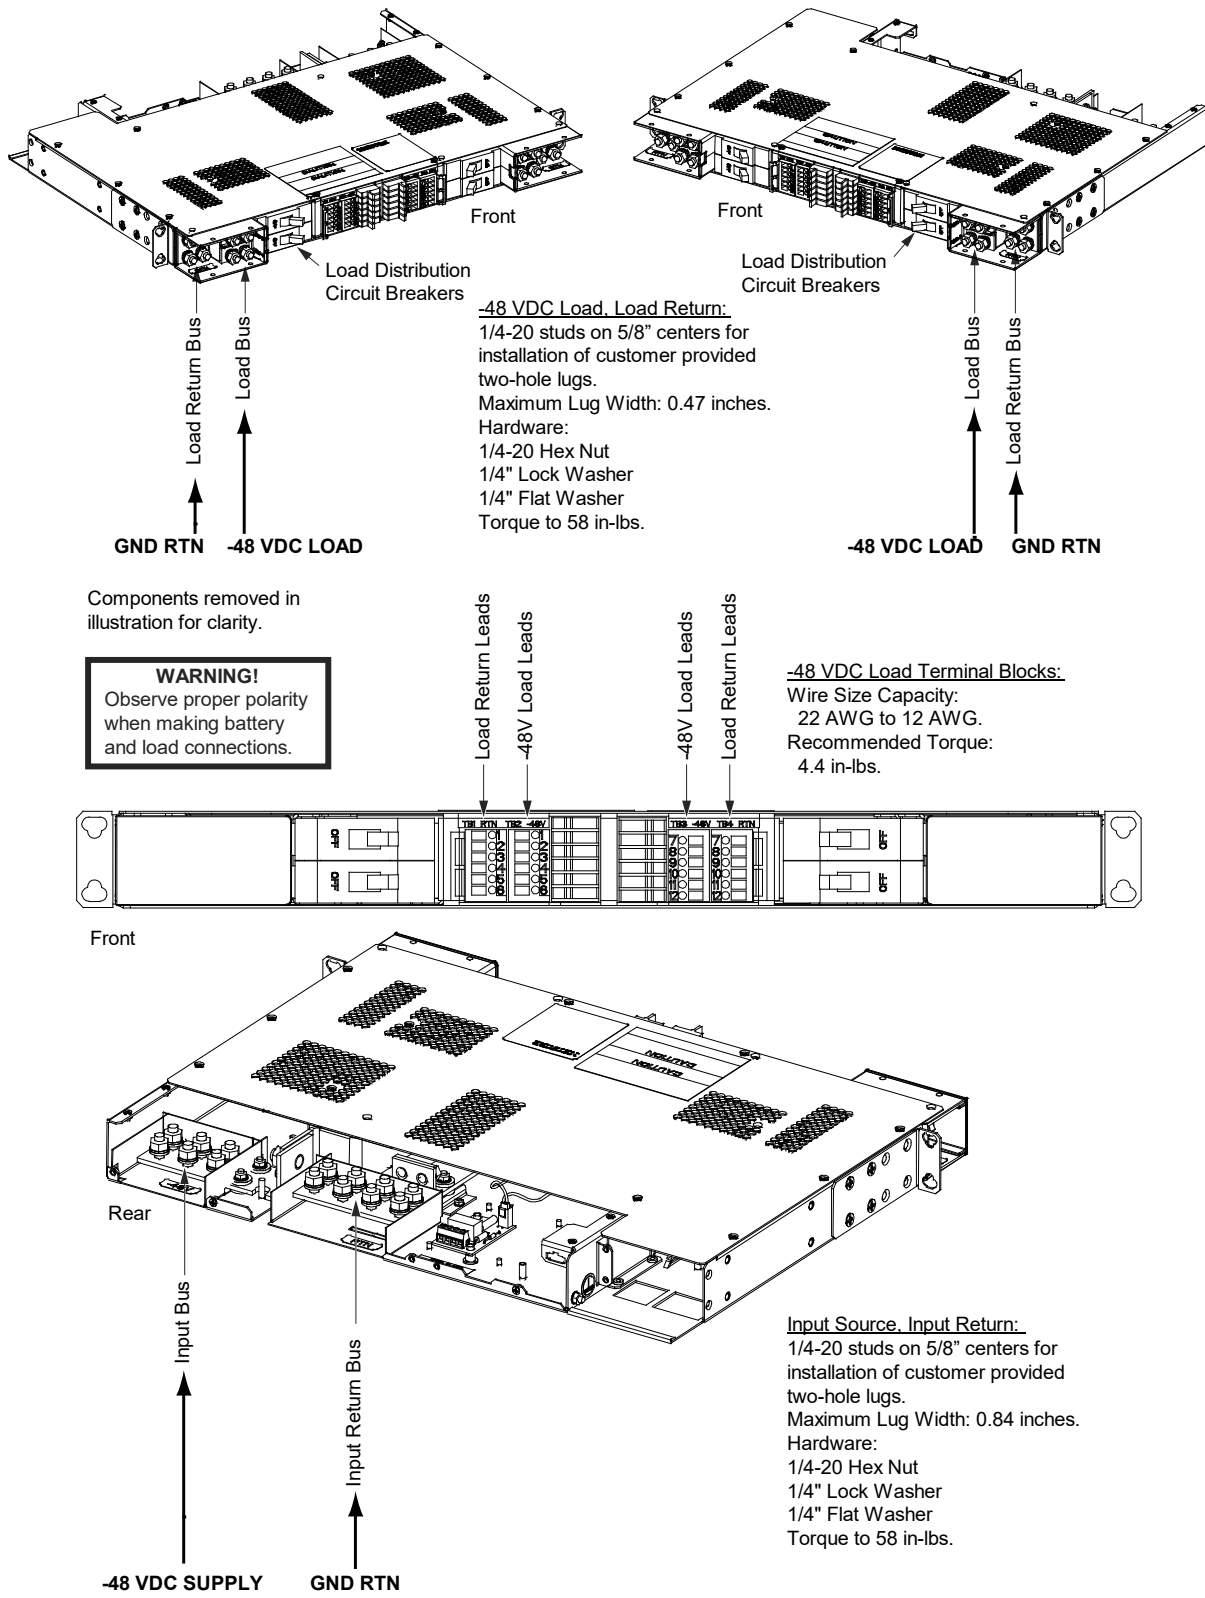 Front
Load Distribution
Circuit Breakers
Load Return Bus
Load Bus
GND RTN
-48 VDC LOAD
-48 VDC Load, Load Return:
1/4-20 studs on 5/8” centers for
installation of customer provided
two-hole lugs.
Maximum Lug Width: 0.47 inches.
Hardware:
1/4-20 Hex Nut
1/4" Lock Washer
1/4" Flat Washer
Torque to 58 in-lbs.
Front
Load Distribution
Circuit Breakers
Load Bus
Load Return Bus
-48 VDC LOAD
GND RTN
CAUTION
CAUTION
Components removed in
illustration for clarity.
WARNING!
Observe proper polarity
when making battery
and load connections.
Load Return Leads
-48V Load Leads
-48V Load Leads
Load Return Leads
-48 VDC Load Terminal Blocks:
Wire Size Capacity:
22 AWG to 12 AWG.
Recommended Torque:
4.4 in-lbs.
OFF
OFF
TB1 RTN TB2 -48V
1 1
2 2
3 3
4 4
5 5
6 6
TB3 -48V TB4 RTN
7 7
8 8
9 9
10 10
11 11
12 12
OFF
OFF
Front
CAUTION
CAUTION
Rear
Input Bus
Input Return Bus
-48 VDC SUPPLY
GND RTN
Input Source, Input Return:
1/4-20 studs on 5/8” centers for
installation of customer provided
two-hole lugs.
Maximum Lug Width: 0.84 inches.
Hardware:
1/4-20 Hex Nut
1/4" Lock Washer
1/4" Flat Washer
Torque to 58 in-lbs.